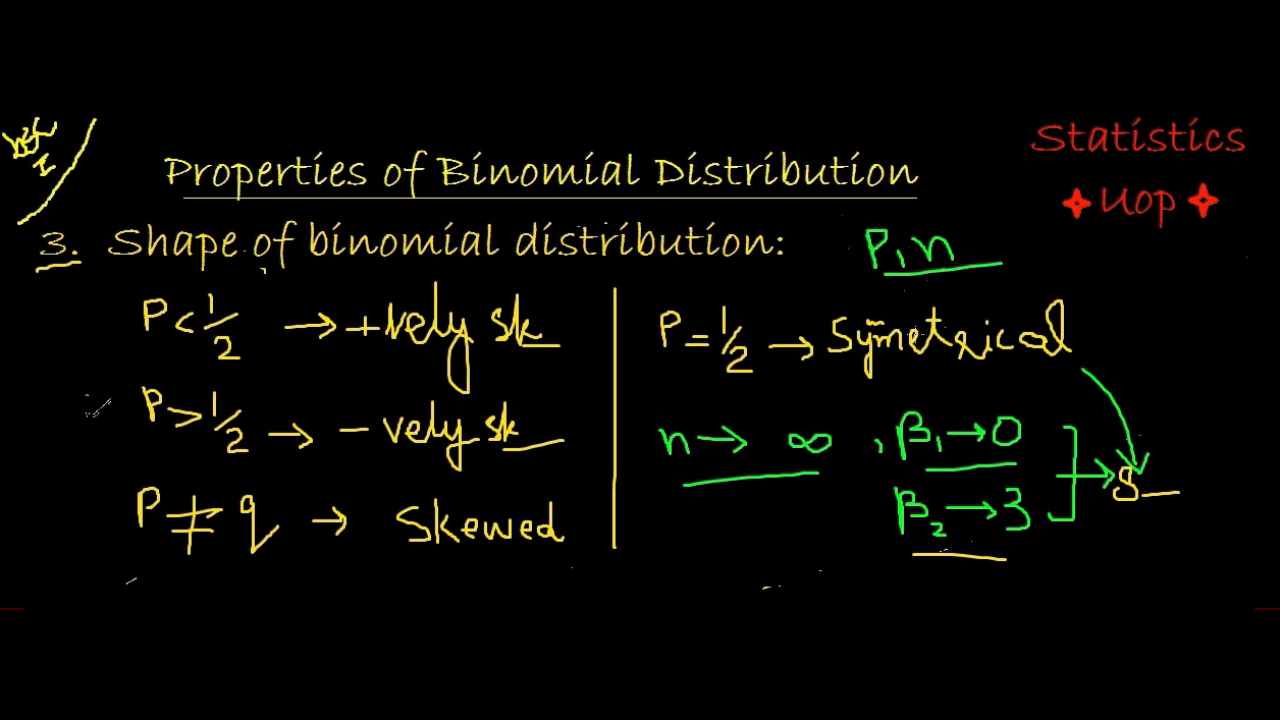 Statistics
Uop
Properties of Binomial Distribution
3. Shape of binomial distribution:
P, n
P < 1/2 → +vely sk
P > 1/2 → -vely sk
P ≠ q → Skewed
P = 1/2 → Symetrical
n → ∞, β₁ → 0
β₂ → 3
→ S